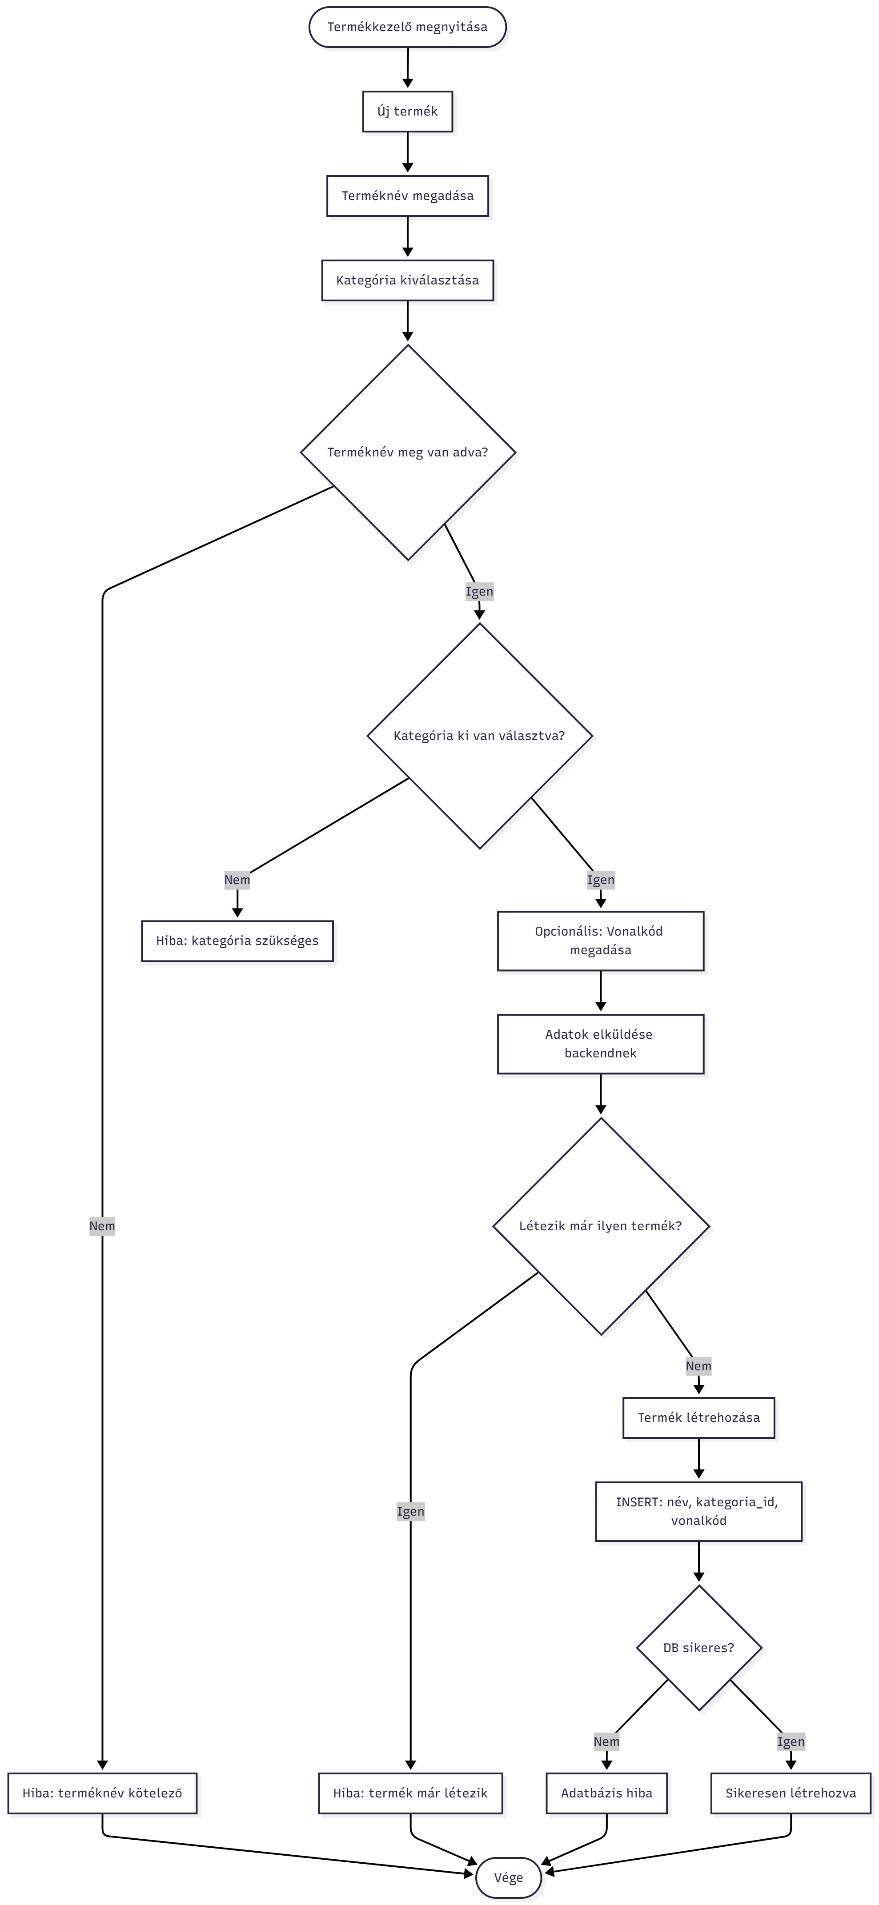 Termékkezelő megnyitása
Új termék
Terméknév megadása
Kategória kiválasztása
Terméknév meg van adva?
Igen
Kategória ki van választva?
Nem
Igen
Hiba: kategória szükséges
Opcionális: Vonalkód
megadása
Adatok elküldése
backendnek
Nem
Létezik már ilyen termék?
Nem
Termék létrehozása
Igen
INSERT: név, kategoria_id,
vonalkód
DB sikeres?
Nem
Igen
Hiba: terméknév kötelező
Hiba: termék már létezik
Adatbázis hiba
Sikeresen létrehozva
Vége